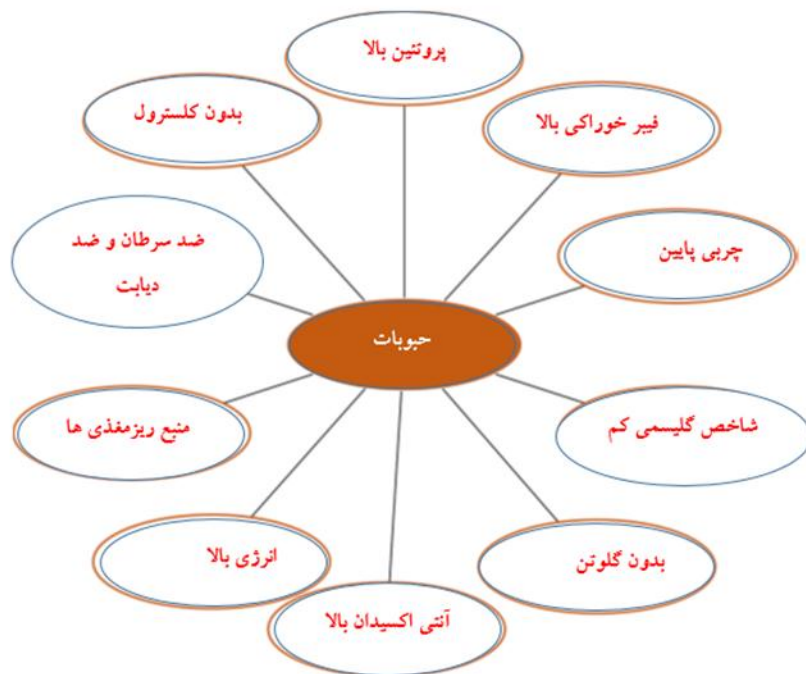 پروتئین بالا
بدون کلسترول
فیبر خوراکی بالا
ضد سرطان و ضد
دیابت
چربی پایین
حبوبات
منبع ریزمغذی ها
شاخص گلیسمی کم
انرژی بالا
بدون گلوتن
آنتی اکسیدان بالا